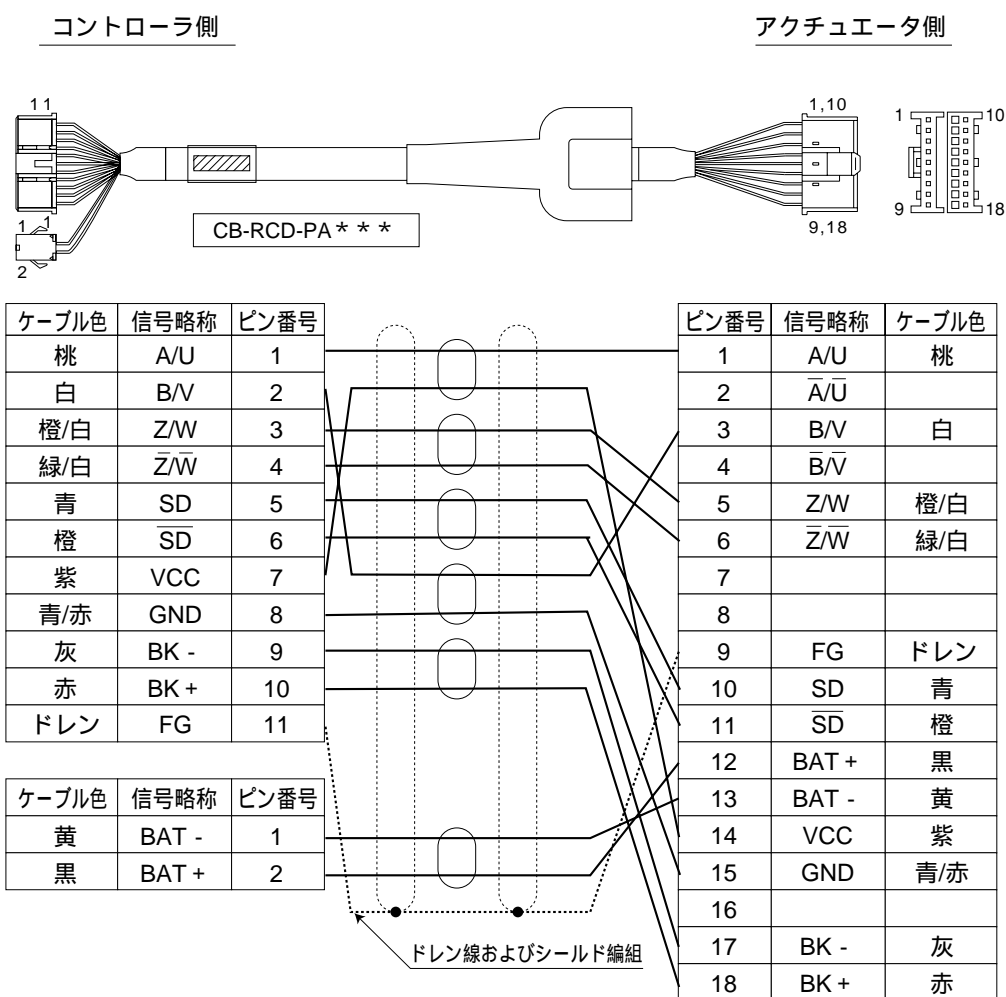 コントローラ側
アクチュエータ側
11
1
1
2
CB-RCD-PA＊＊＊
1,10
9,18
1
10
9
18
ケーブル色 信号略称 ピン番号
桃 A/U 1
白 B/V 2
橙/白 Z/W 3
緑/白 Z̅/W̅ 4
青 SD 5
橙 S̅D̅ 6
紫 VCC 7
青/赤 GND 8
灰 BK - 9
赤 BK + 10
ドレン FG 11
ケーブル色 信号略称 ピン番号
黄 BAT - 1
黒 BAT + 2
ピン番号 信号略称 ケーブル色
1 A/U 桃
2 A̅/U̅
3 B/V 白
4 B̅/V̅
5 Z/W 橙/白
6 Z̅/W̅ 緑/白
7
8
9 FG ドレン
10 SD 青
11 S̅D̅ 橙
12 BAT + 黒
13 BAT - 黄
14 VCC 紫
15 GND 青/赤
16
17 BK - 灰
18 BK + 赤
ドレン線およびシールド編組